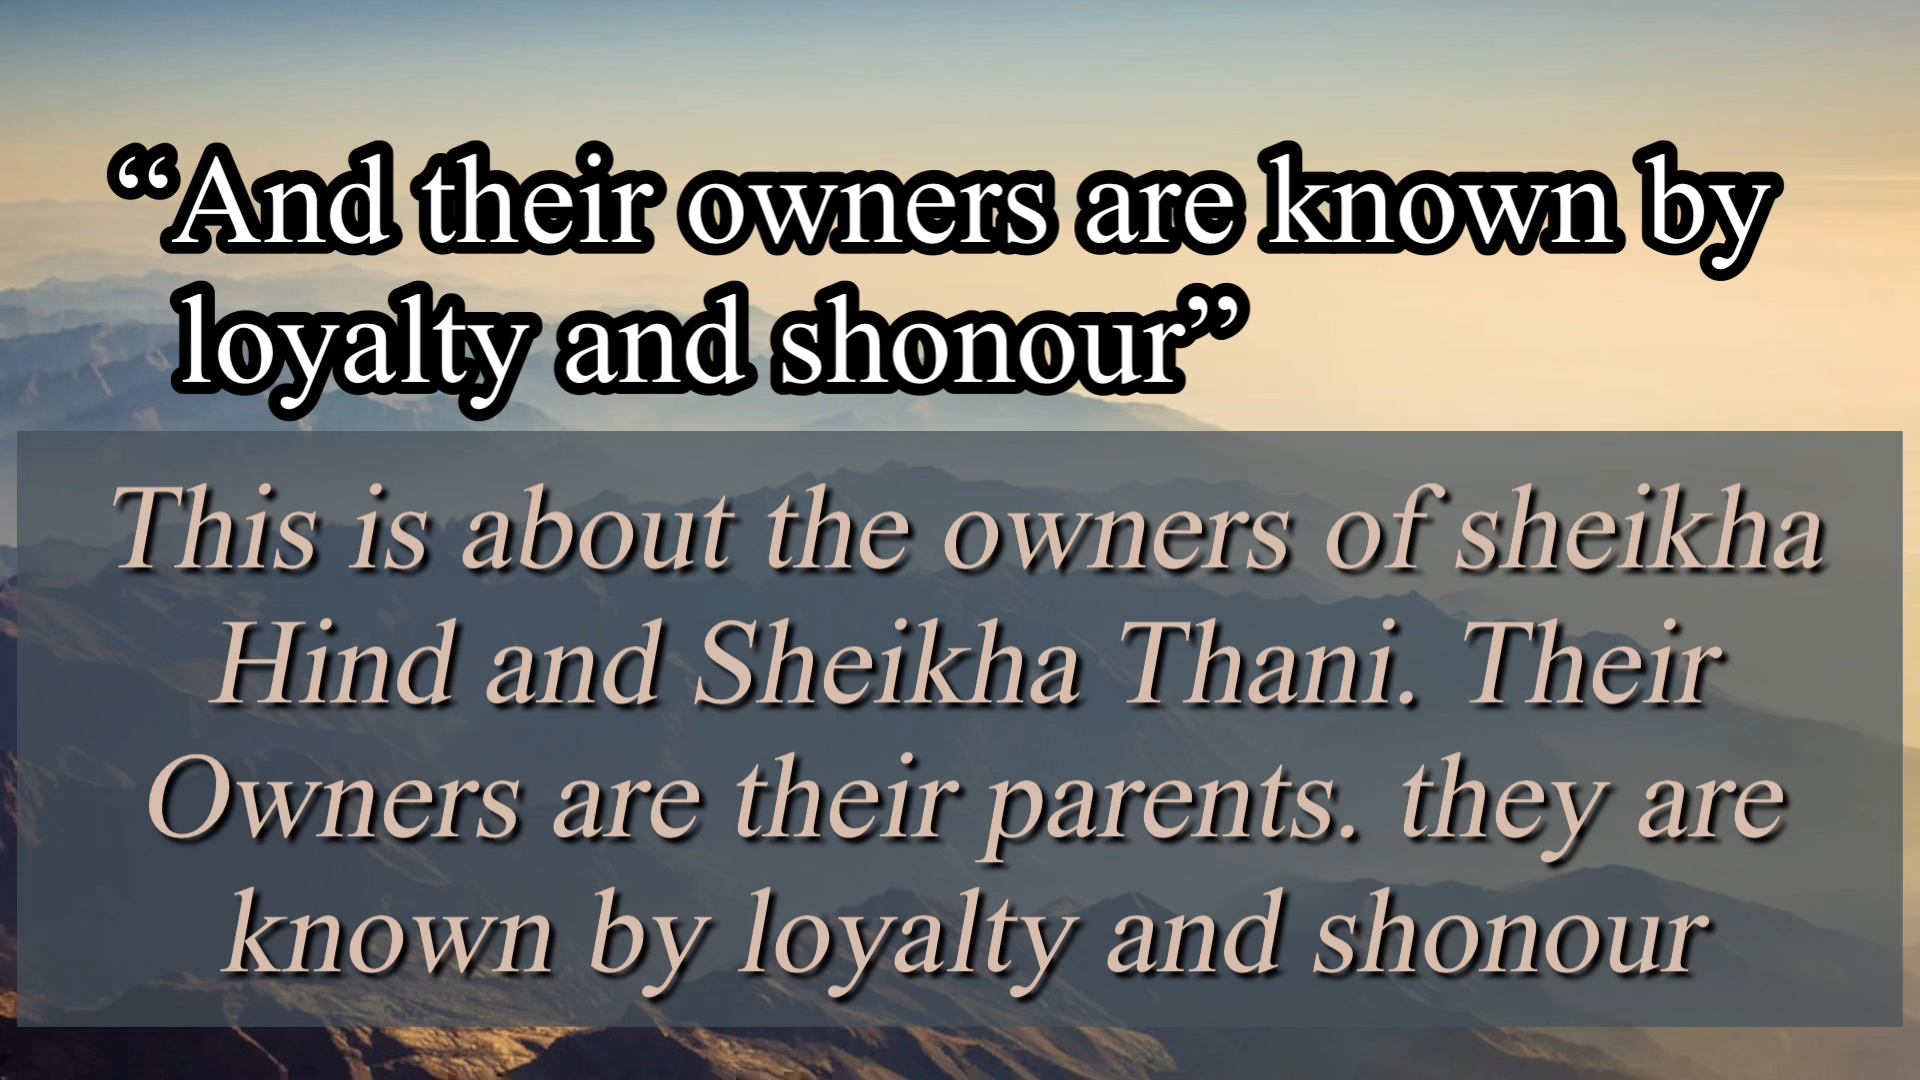 “And their owners are known by
loyalty and shonour”
This is about the owners of sheikha
Hind and Sheikha Thani. Their
Owners are their parents. they are
known by loyalty and shonour